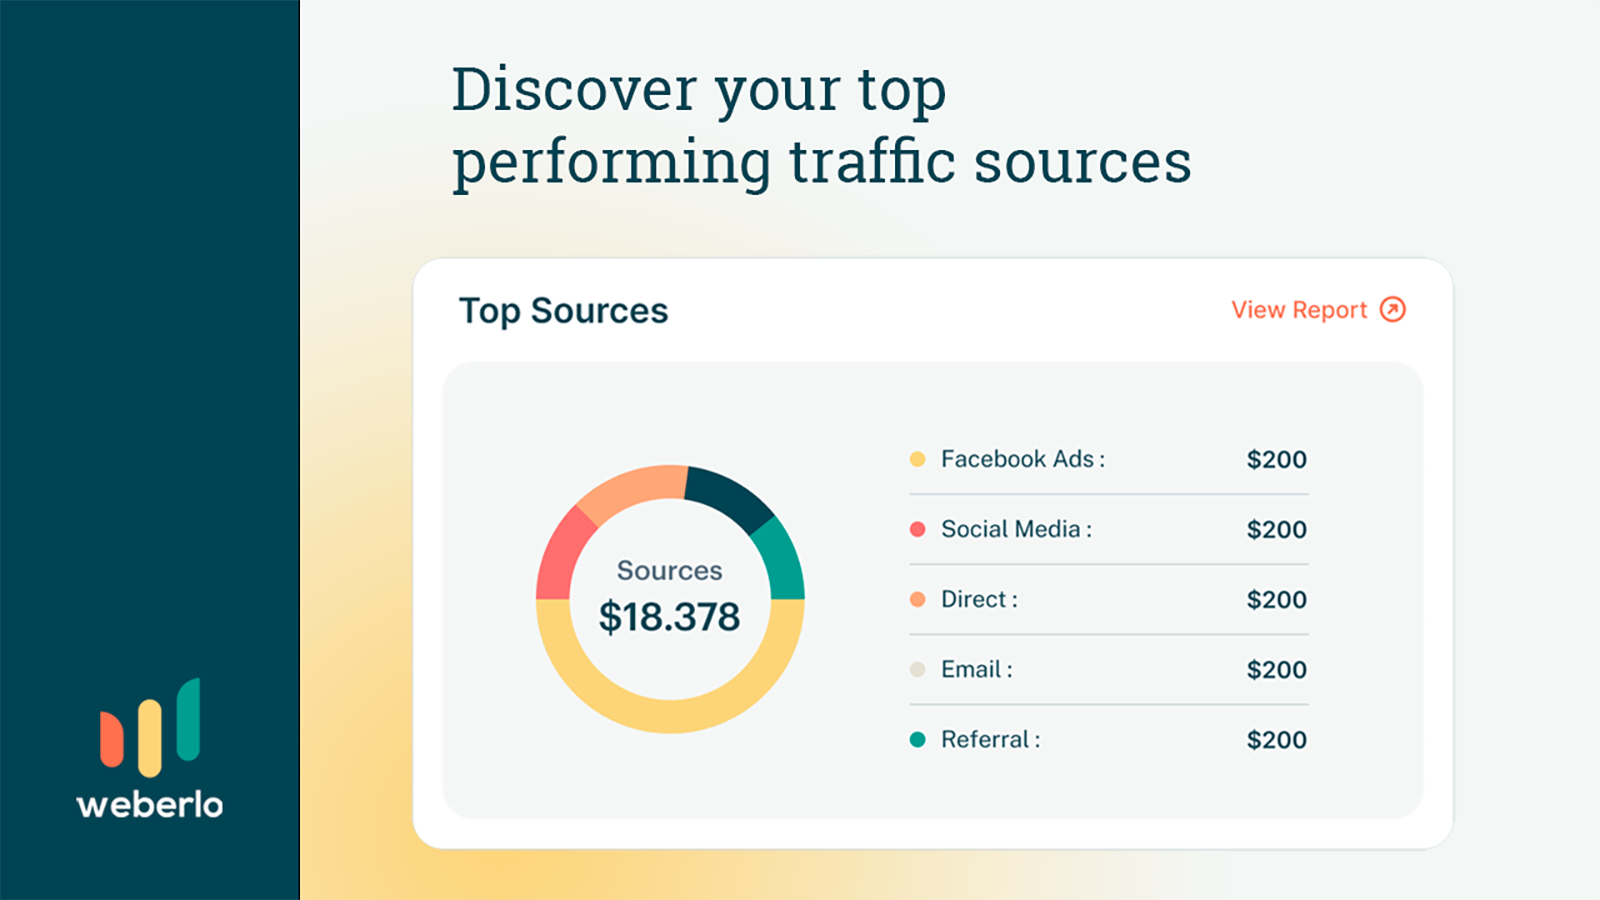 Discover your top
performing traffic sources
Top Sources
View Report
Sources
$18.378
Facebook Ads : $200
Social Media : $200
Direct : $200
Email : $200
Referral : $200
weberlo